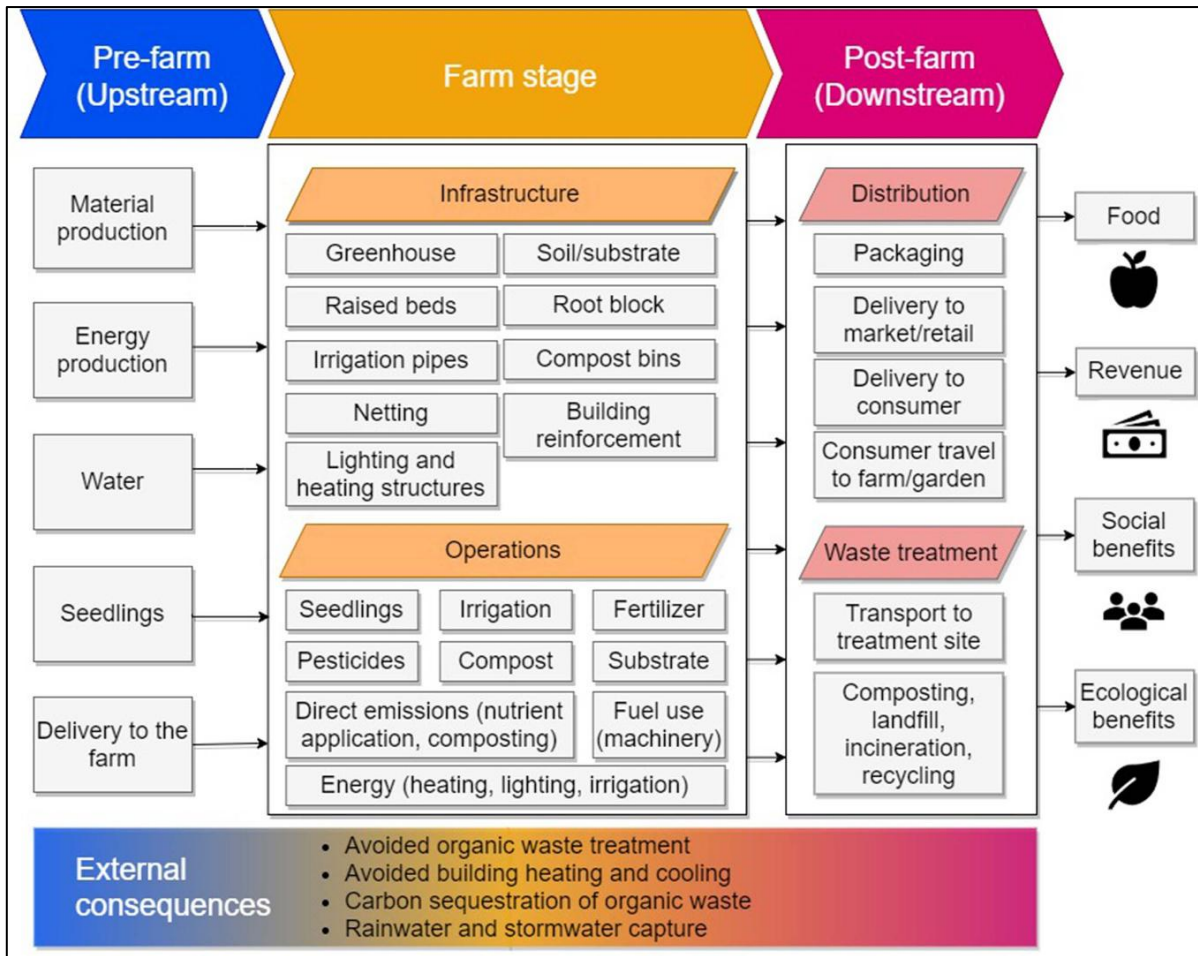 Pre-farm
(Upstream)
Farm stage
Post-farm
(Downstream)
Material
production
Energy
production
Water
Seedlings
Delivery to the
farm
Infrastructure
Greenhouse
Soil/substrate
Raised beds
Root block
Irrigation pipes
Compost bins
Netting
Building
reinforcement
Lighting and
heating structures
Operations
Seedlings
Irrigation
Fertilizer
Pesticides
Compost
Substrate
Direct emissions (nutrient
application, composting)
Fuel use
(machinery)
Energy (heating, lighting, irrigation)
Distribution
Packaging
Delivery to
market/retail
Delivery to
consumer
Consumer travel
to farm/garden
Waste treatment
Transport to
treatment site
Composting,
landfill,
incineration,
recycling
Food
Revenue
Social
benefits
Ecological
benefits
External
consequences
• Avoided organic waste treatment
• Avoided building heating and cooling
• Carbon sequestration of organic waste
• Rainwater and stormwater capture